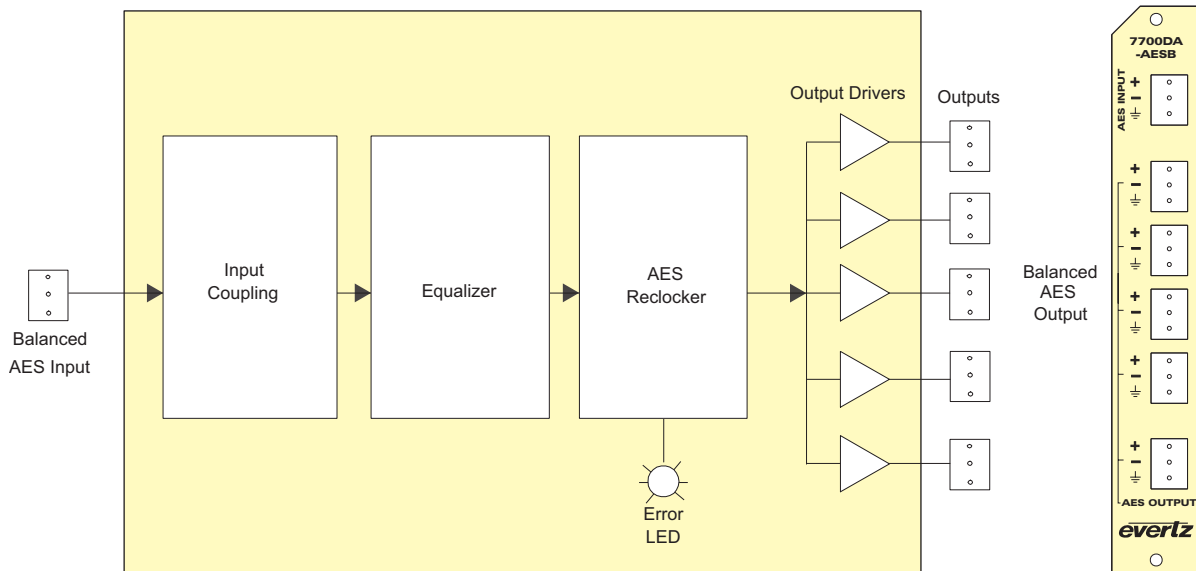 Balanced
AES Input
Input
Coupling
Equalizer
AES
Reclocker
Error
LED
Output Drivers
Outputs
Balanced
AES
Output
7700DA
-AESB
AES INPUT
+
−
+
−
+
−
+
−
+
−
+
−
AES OUTPUT
evertz